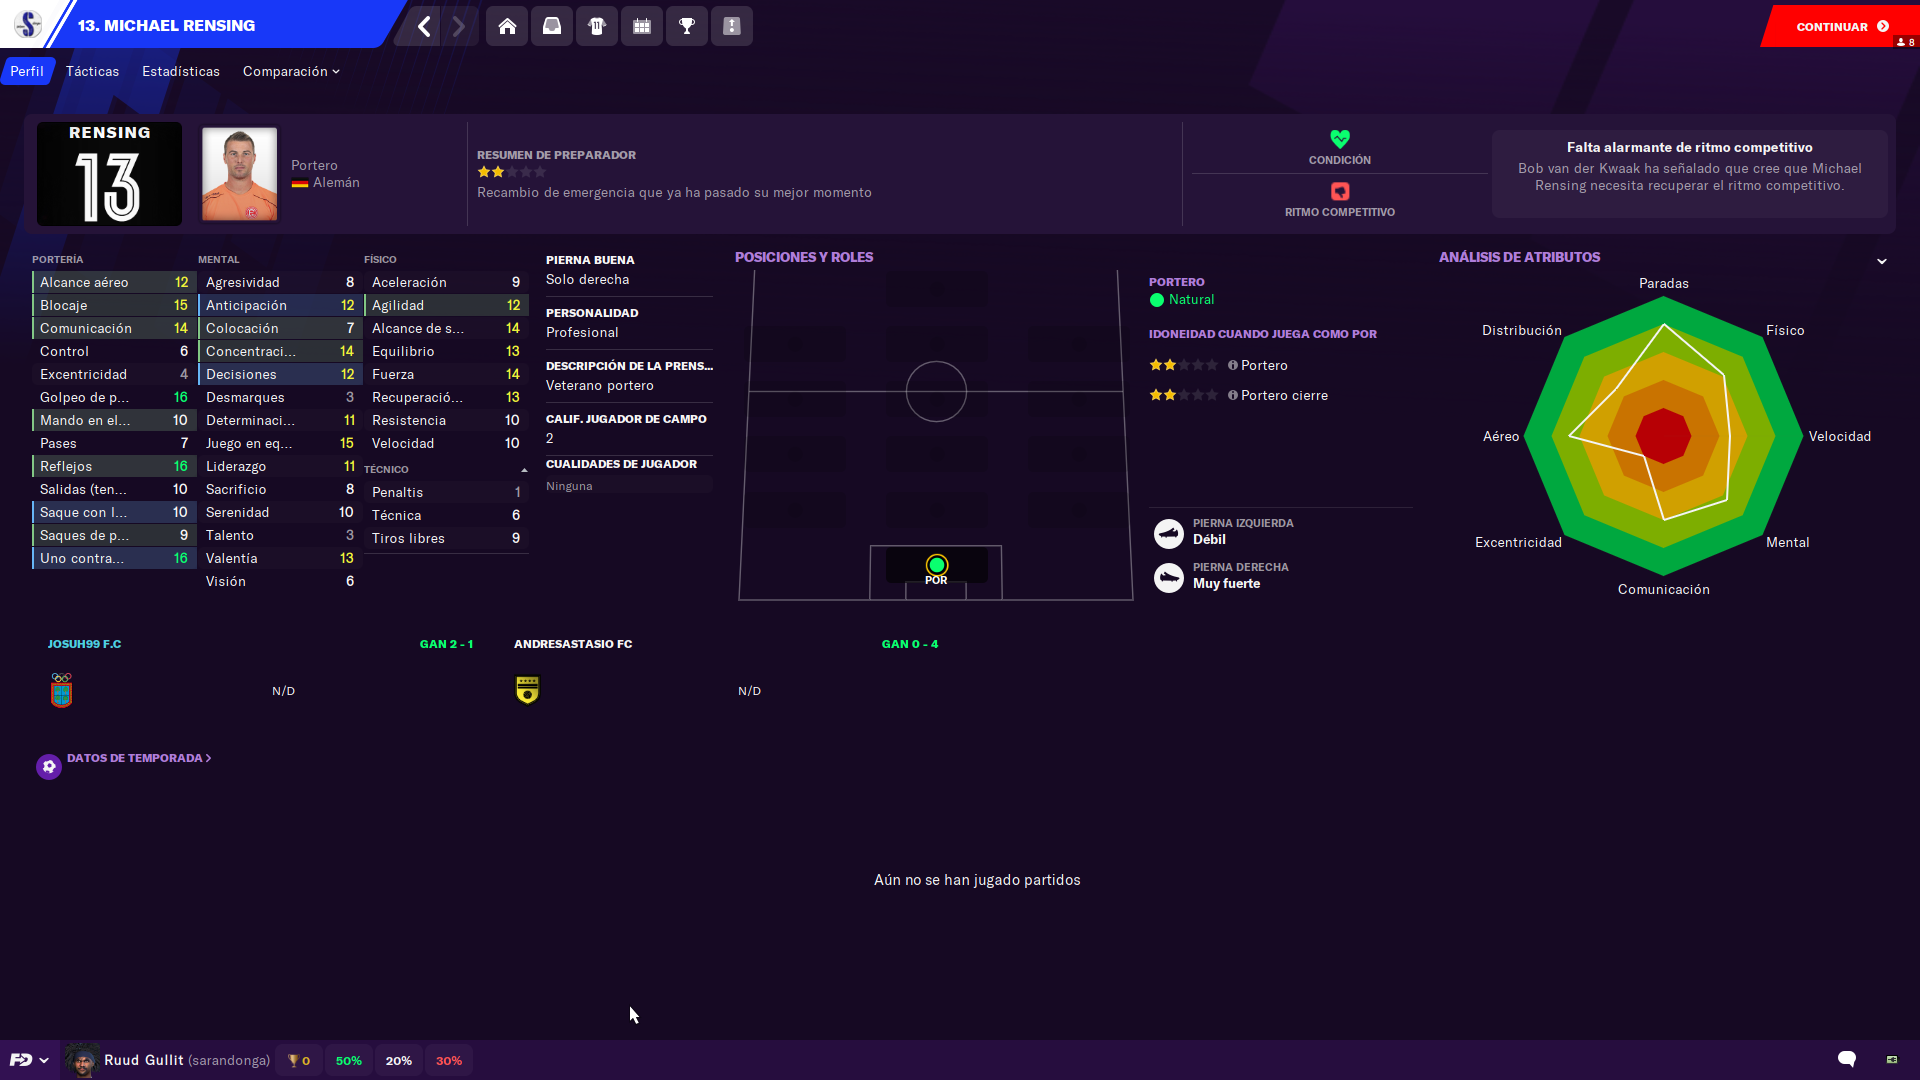 13. MICHAEL RENSING
CONTINUAR
8
Perfil
Tácticas
Estadísticas
Comparación
RENSING
13
Portero
Alemán
RESUMEN DE PREPARADOR
Recambio de emergencia que ya ha pasado su mejor momento
CONDICIÓN
RITMO COMPETITIVO
Falta alarmante de ritmo competitivo
Bob van der Kwaak ha señalado que cree que Michael
Rensing necesita recuperar el ritmo competitivo.
PORTERÍA
Alcance aéreo 12
Blocaje 15
Comunicación 14
Control 6
Excentricidad 4
Golpeo de p... 16
Mando en el... 10
Pases 7
Reflejos 16
Salidas (ten... 10
Saque con l... 10
Saques de p... 9
Uno contra... 16
MENTAL
Agresividad 8
Anticipación 12
Colocación 7
Concentraci... 14
Decisiones 12
Desmarques 3
Determinaci... 11
Juego en eq... 15
Liderazgo 11
Sacrificio 8
Serenidad 10
Talento 3
Valentía 13
Visión 6
FÍSICO
Aceleración 9
Agilidad 12
Alcance de s... 14
Equilibrio 13
Fuerza 14
Recuperació... 13
Resistencia 10
Velocidad 10
TÉCNICO
Penaltis 1
Técnica 6
Tiros libres 9
PIERNA BUENA
Solo derecha
PERSONALIDAD
Profesional
DESCRIPCIÓN DE LA PRENS...
Veterano portero
CALIF. JUGADOR DE CAMPO
2
CUALIDADES DE JUGADOR
Ninguna
POSICIONES Y ROLES
POR
PORTERO
Natural
IDONEIDAD CUANDO JUEGA COMO POR
Portero
Portero cierre
PIERNA IZQUIERDA
Débil
PIERNA DERECHA
Muy fuerte
ANÁLISIS DE ATRIBUTOS
Paradas
Distribución
Físico
Aéreo
Velocidad
Excentricidad
Mental
Comunicación
JOSUH99 F.C
GAN 2 - 1
N/D
ANDRESASTASIO FC
GAN 0 - 4
N/D
DATOS DE TEMPORADA
Aún no se han jugado partidos
FD
Ruud Gullit (sarandonga)
0
50%
20%
30%